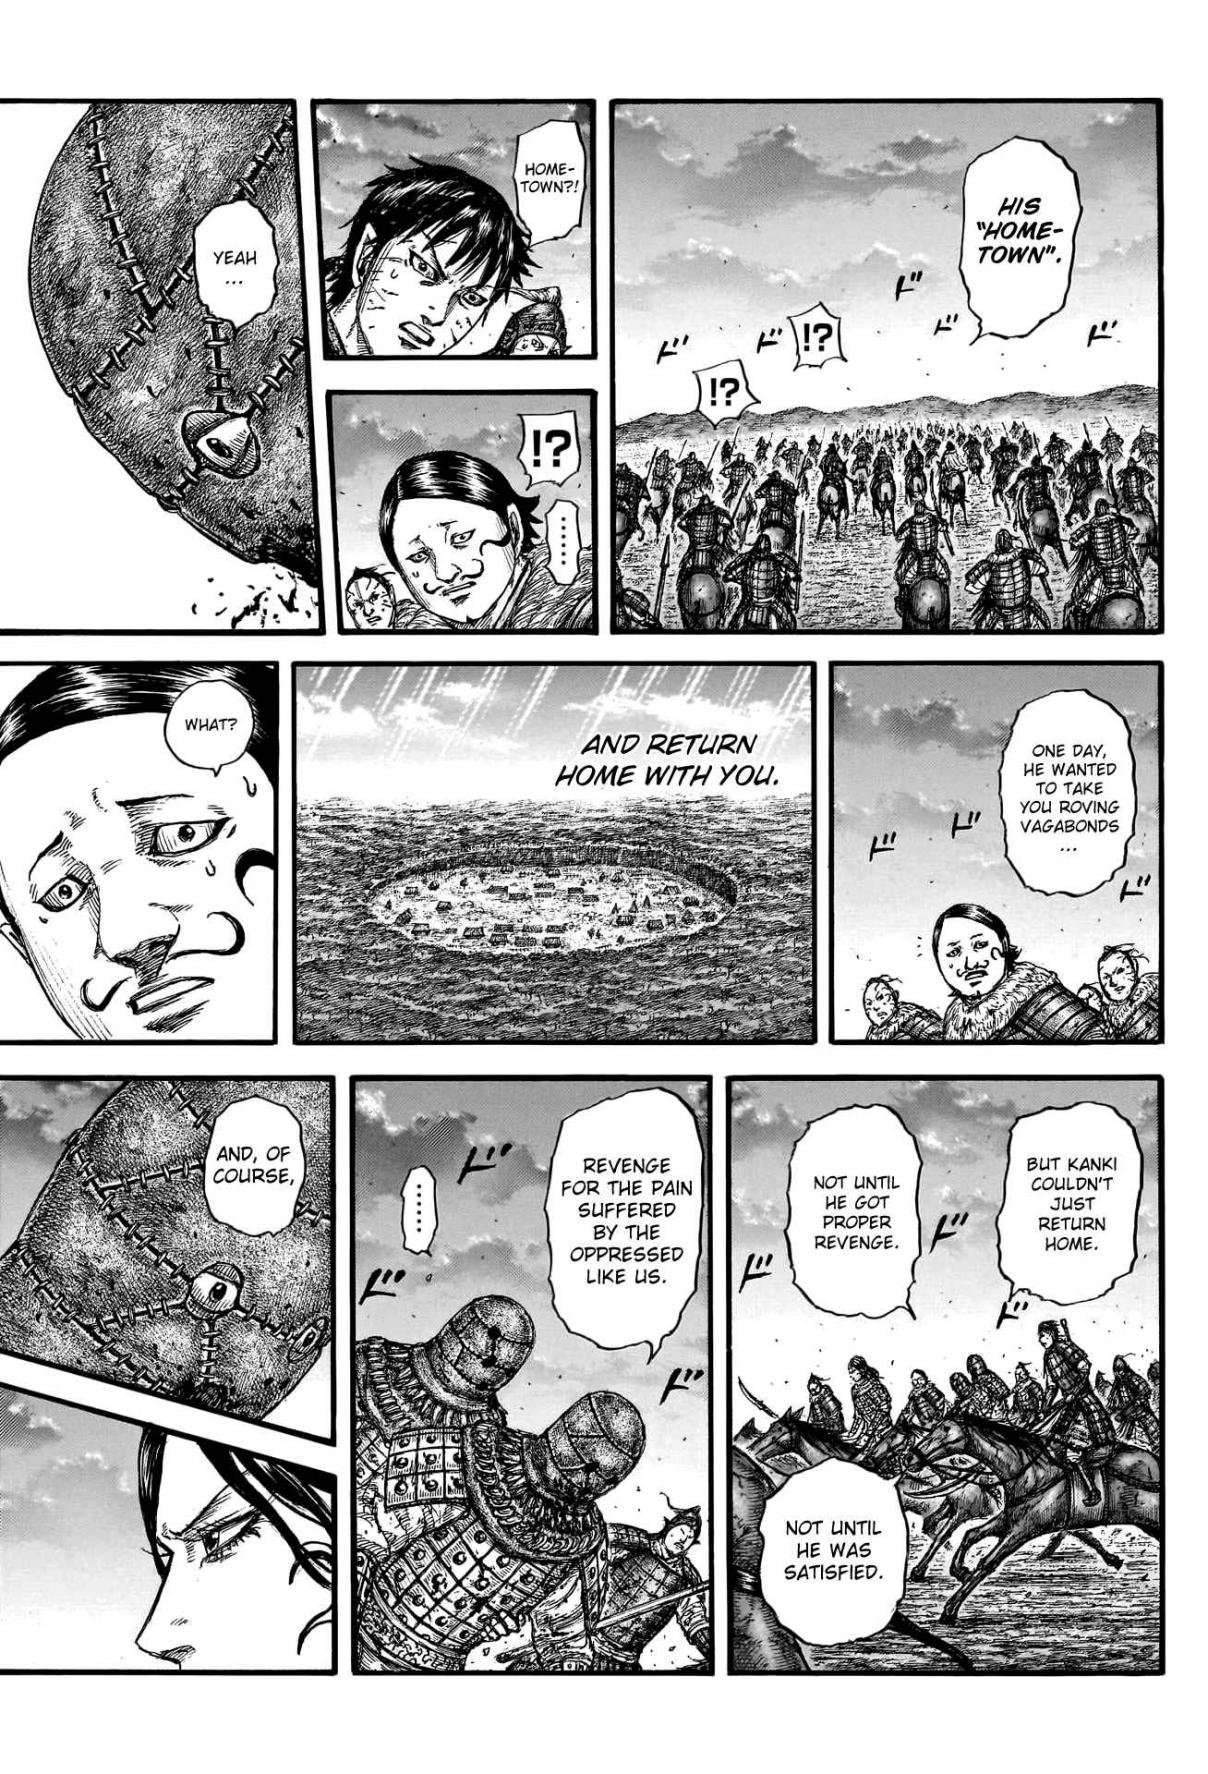 HIS
"HOME-
TOWN".
!?
!?
ド
ド
ド
ド
ド
HOME-
TOWN?!
!?
......
YEAH
...
ONE DAY,
HE WANTED
TO TAKE
YOU ROVING
VAGABONDS
...
ド
ド
ド
AND RETURN
HOME WITH YOU.
WHAT?
BUT KANKI
COULDN'T
JUST
RETURN
HOME.
NOT UNTIL
HE GOT
PROPER
REVENGE.
ド
ド
ド
NOT UNTIL
HE WAS
SATISFIED.
REVENGE
FOR THE PAIN
SUFFERED
BY THE
OPPRESSED
LIKE US.
ド
ド
ド
......
AND, OF
COURSE,